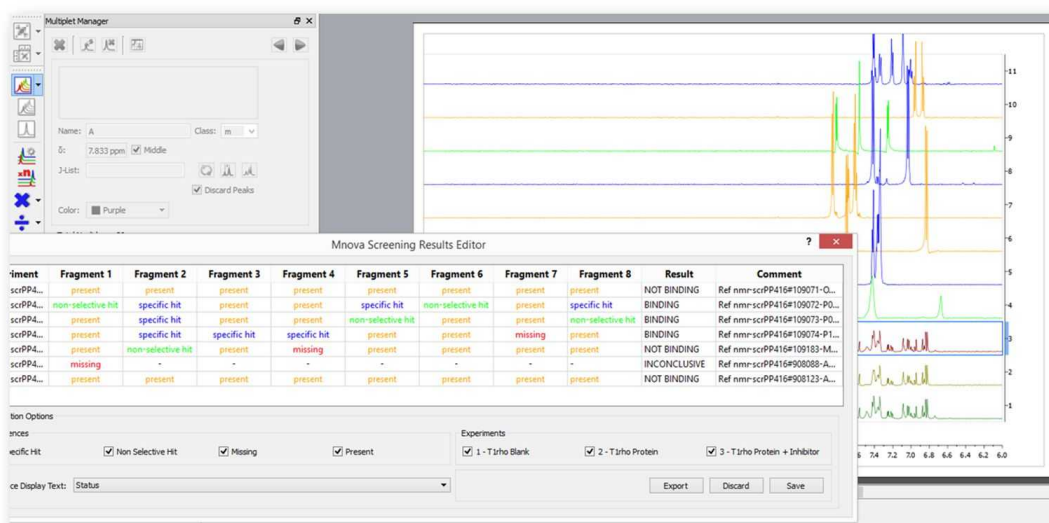 Multiplet Manager
Name: A Class: m
δ: 7.833 ppm Middle
J-List:
Discard Peaks
Color: Purple
11
10
9
8
7
6
5
4
3
2
1
7.4 7.2 7.0 6.8 6.6 6.4 6.2 6.0
Mnova Screening Results Editor
? ×
riment Fragment 1 Fragment 2 Fragment 3 Fragment 4 Fragment 5 Fragment 6 Fragment 7 Fragment 8 Result Comment
scrPP4... present present present present present present present present NOT BINDING Ref nmr-scrPP416#109071-O...
scrPP4... non-selective hit specific hit present present specific hit non-selective hit present specific hit BINDING Ref nmr-scrPP416#109072-P0...
scrPP4... present specific hit present present non-selective hit present present non-selective hit BINDING Ref nmr-scrPP416#109073-P0...
scrPP4... present specific hit specific hit specific hit present present missing present BINDING Ref nmr-scrPP416#109074-P1...
scrPP4... present non-selective hit present missing present present present present NOT BINDING Ref nmr-scrPP416#109183-M...
scrPP4... missing - - - - - - - INCONCLUSIVE Ref nmr-scrPP416#908088-A...
scrPP4... present present present present present present present present NOT BINDING Ref nmr-scrPP416#908123-A...
tion Options
ences Experiments
ecific Hit Non Selective Hit Missing Present 1 - T1rho Blank 2 - T1rho Protein 3 - T1rho Protein + Inhibitor
ce Display Text: Status Export Discard Save